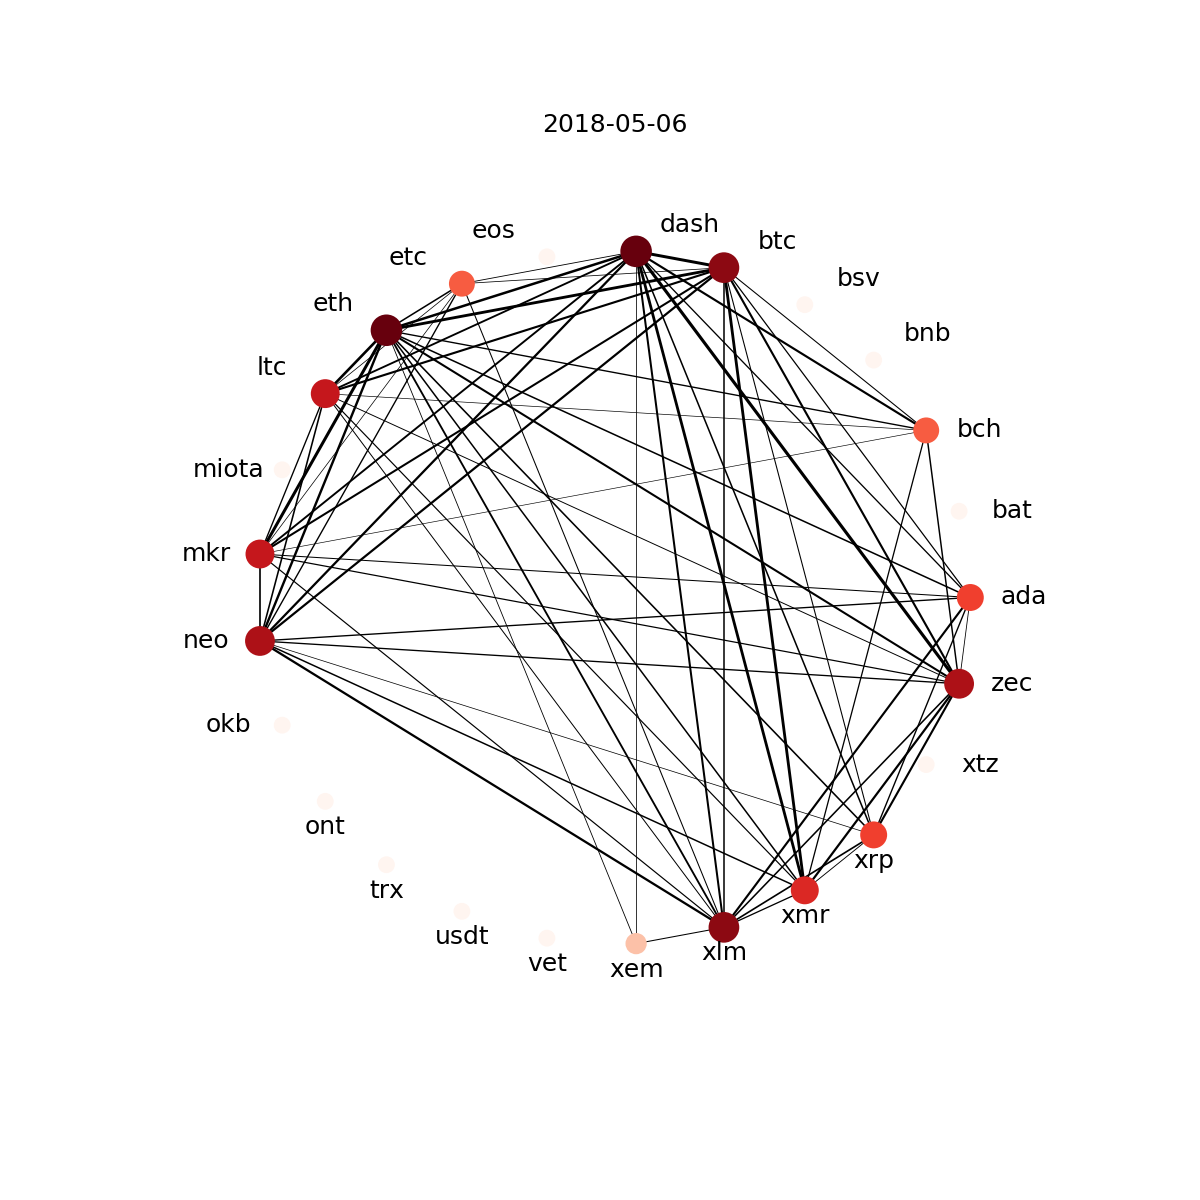 2018-05-06
dash
eos
btc
etc
bsv
eth
bnb
ltc
bch
miota
bat
mkr
ada
neo
zec
okb
xtz
ont
xrp
trx
xmr
usdt
xlm
vet
xem